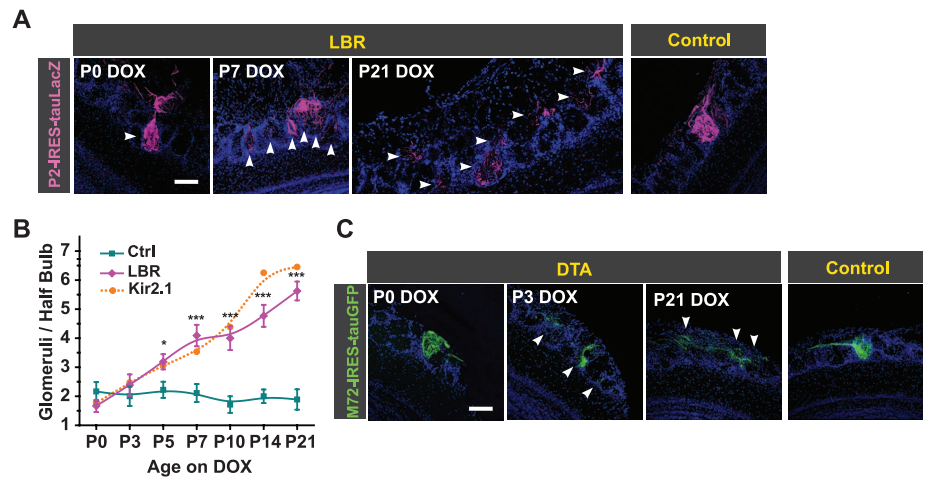 A
LBR
Control
P2-IRES-tauLacZ
P0 DOX
P7 DOX
P21 DOX
B
Glomeruli / Half Bulb
7
6
5
4
3
2
1
Ctrl
LBR
Kir2.1
*
***
***
***
***
P0 P3 P5 P7 P10 P14 P21
Age on DOX
C
DTA
Control
M72-IRES-tauGFP
P0 DOX
P3 DOX
P21 DOX